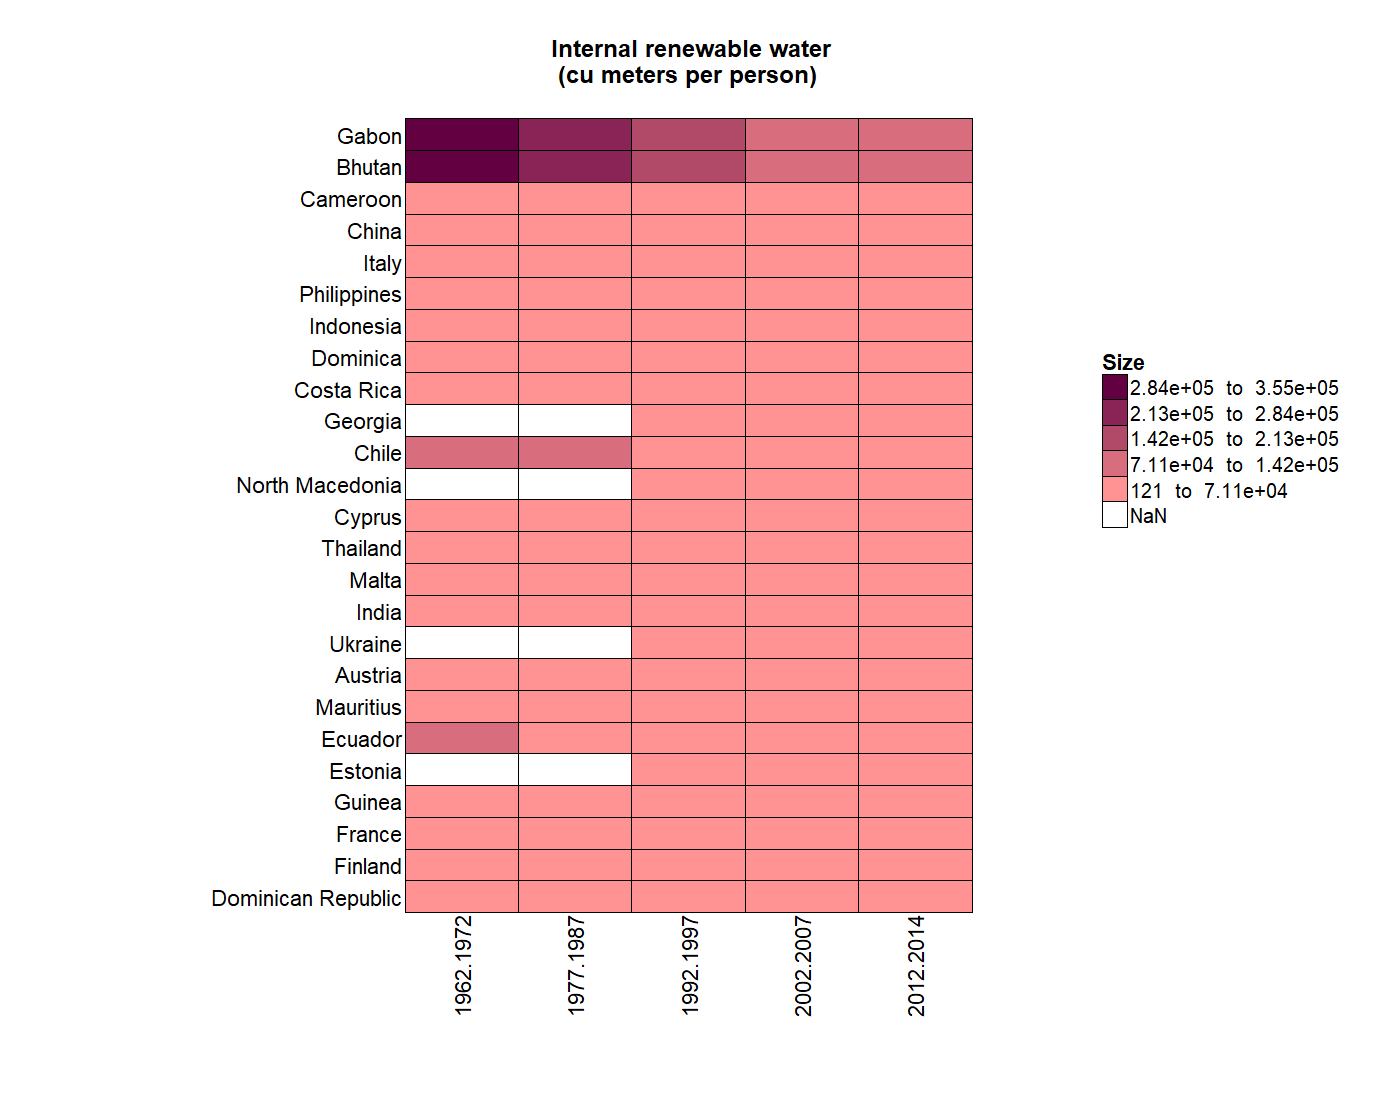 Internal renewable water
(cu meters per person)
Gabon
Bhutan
Cameroon
China
Italy
Philippines
Indonesia
Dominica
Costa Rica
Georgia
Chile
North Macedonia
Cyprus
Thailand
Malta
India
Ukraine
Austria
Mauritius
Ecuador
Estonia
Guinea
France
Finland
Dominican Republic
1962.1972
1977.1987
1992.1997
2002.2007
2012.2014
Size
2.84e+05 to 3.55e+05
2.13e+05 to 2.84e+05
1.42e+05 to 2.13e+05
7.11e+04 to 1.42e+05
121 to 7.11e+04
NaN